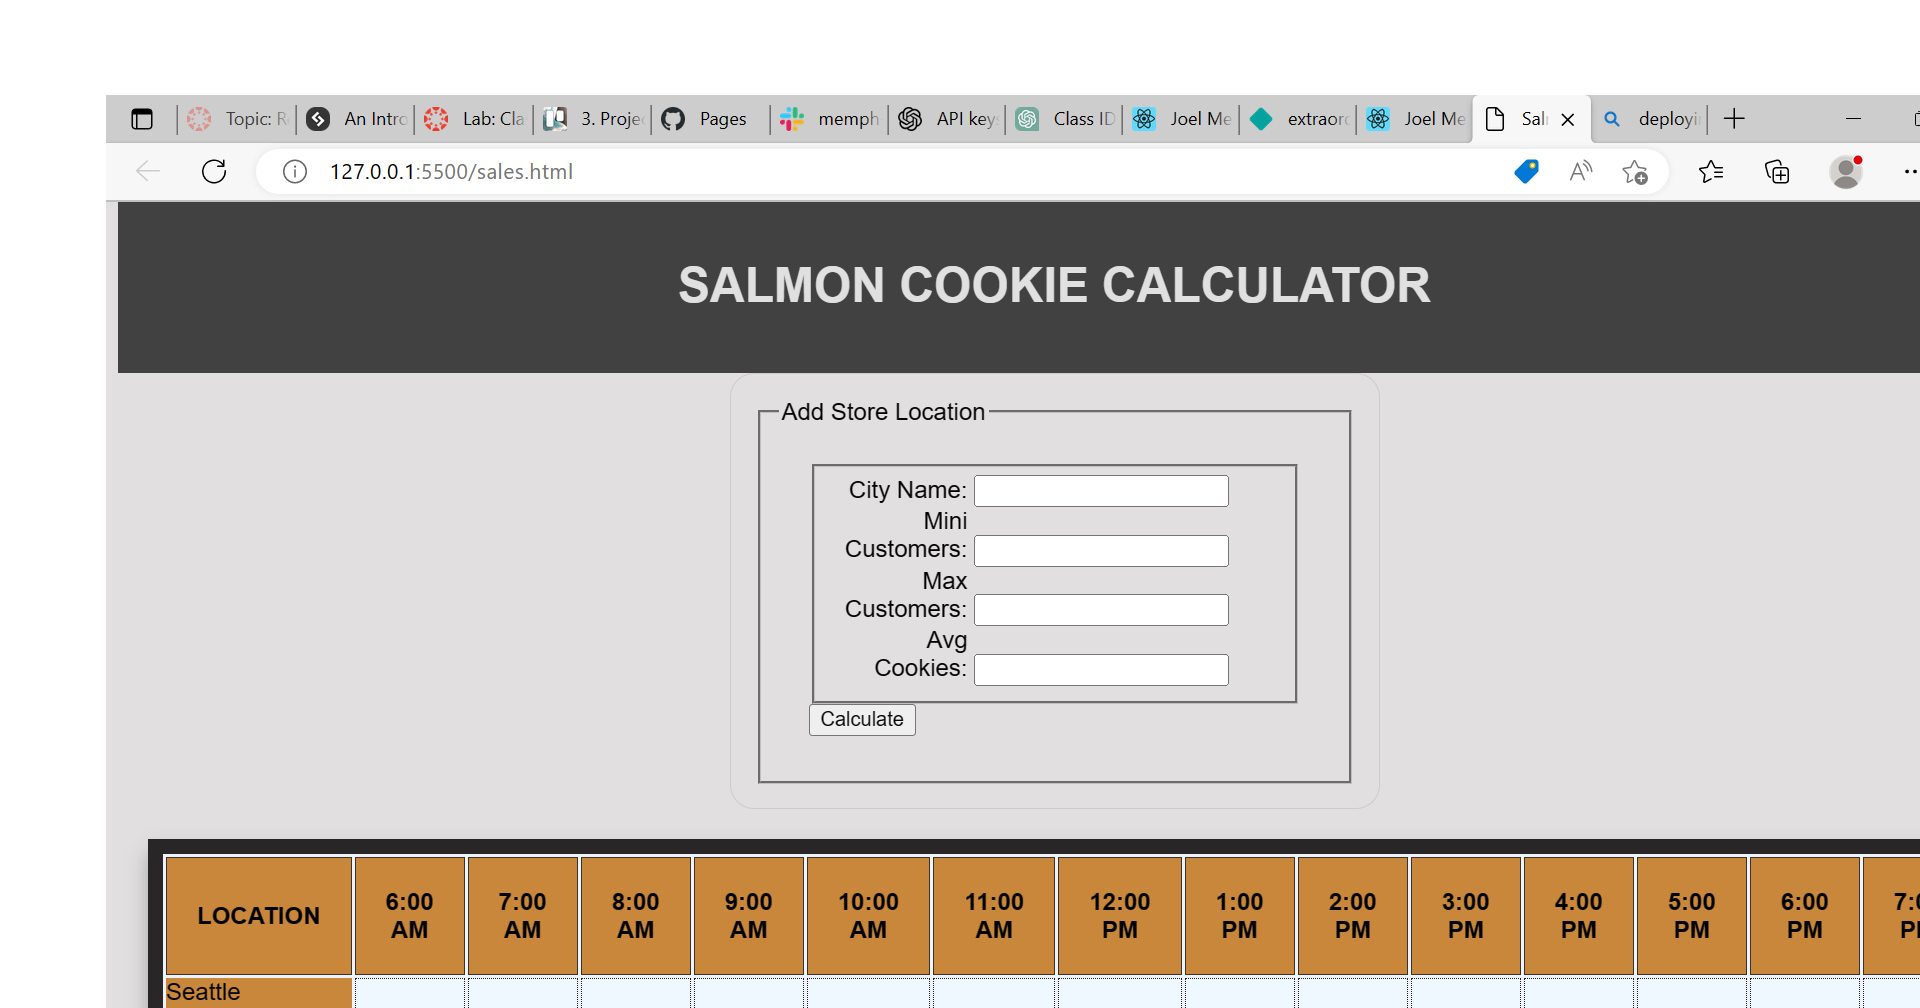 Topic: R
An Intro
Lab: Cla
3. Proje
Pages
memph
API key
Class ID
Joel Me
extraor
Joel Me
Sal
deployi
127.0.0.1:5500/sales.html
SALMON COOKIE CALCULATOR
Add Store Location
City Name:
Mini
Customers:
Max
Customers:
Avg
Cookies:
Calculate
LOCATION
6:00 AM
7:00 AM
8:00 AM
9:00 AM
10:00 AM
11:00 AM
12:00 PM
1:00 PM
2:00 PM
3:00 PM
4:00 PM
5:00 PM
6:00 PM
Seattle